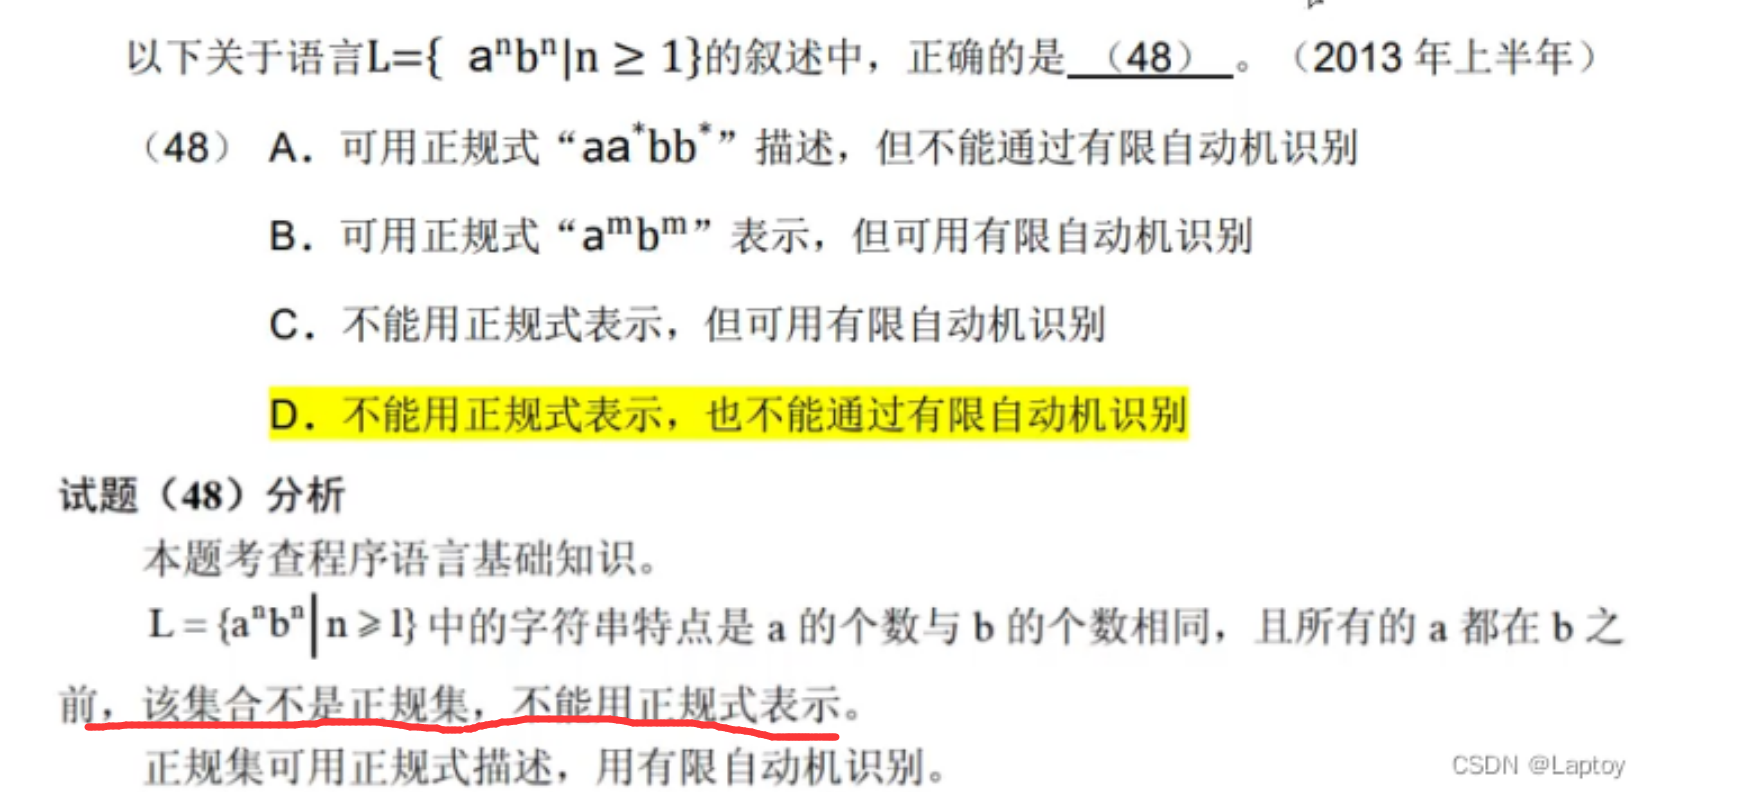 以下关于语言L={ aⁿbⁿ|n ≥ 1}的叙述中，正确的是 （48） 。（2013 年上半年）
（48） A．可用正规式“aa*bb*”描述，但不能通过有限自动机识别
B．可用正规式“aᵐbᵐ”表示，但可用有限自动机识别
C．不能用正规式表示，但可用有限自动机识别
D．不能用正规式表示，也不能通过有限自动机识别
试题（48）分析
本题考查程序语言基础知识。
L = {aⁿbⁿ|n ⩾ 1} 中的字符串特点是 a 的个数与 b 的个数相同，且所有的 a 都在 b 之
前，该集合不是正规集，不能用正规式表示。
正规集可用正规式描述，用有限自动机识别。
CSDN @Laptoy